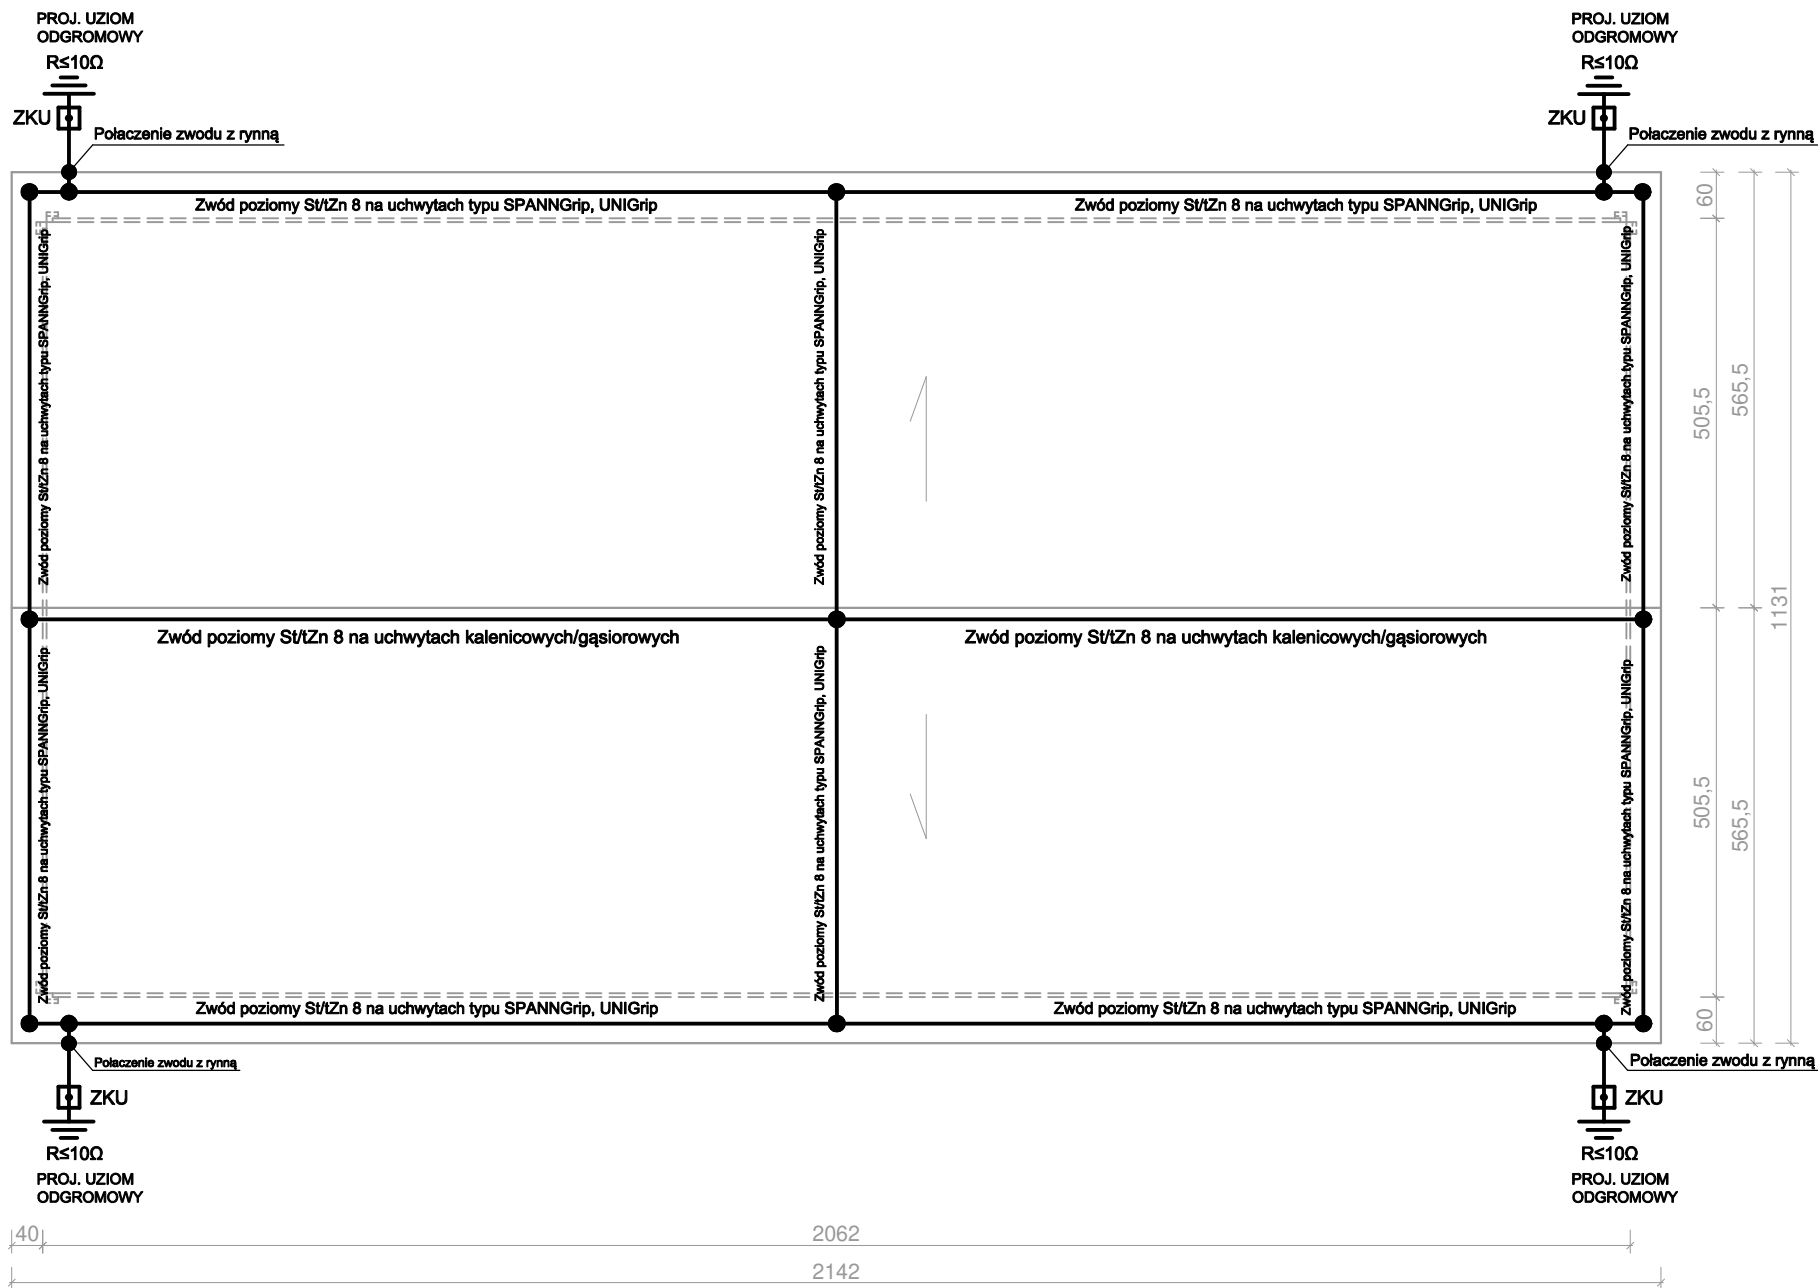 PROJ. UZIOM
ODGROMOWY
R≤10Ω
ZKU
Połaczenie zwodu z rynną
PROJ. UZIOM
ODGROMOWY
R≤10Ω
ZKU
Połaczenie zwodu z rynną
Zwód poziomy St/tZn 8 na uchwytach typu SPANNGrip, UNIGrip
Zwód poziomy St/tZn 8 na uchwytach typu SPANNGrip, UNIGrip
Zwód poziomy St/tZn 8 na uchwytach typu SPANNGrip, UNIGrip
Zwód poziomy St/tZn 8 na uchwytach typu SPANNGrip, UNIGrip
Zwód poziomy St/tZn 8 na uchwytach typu SPANNGrip, UNIGrip
60
505,5
565,5
1131
Zwód poziomy St/tZn 8 na uchwytach kalenicowych/gąsiorowych
Zwód poziomy St/tZn 8 na uchwytach kalenicowych/gąsiorowych
Zwód poziomy St/tZn 8 na uchwytach typu SPANNGrip, UNIGrip
Zwód poziomy St/tZn 8 na uchwytach typu SPANNGrip, UNIGrip
Zwód poziomy St/tZn 8 na uchwytach typu SPANNGrip, UNIGrip
505,5
565,5
60
Zwód poziomy St/tZn 8 na uchwytach typu SPANNGrip, UNIGrip
Zwód poziomy St/tZn 8 na uchwytach typu SPANNGrip, UNIGrip
Połaczenie zwodu z rynną
ZKU
R≤10Ω
PROJ. UZIOM
ODGROMOWY
Połaczenie zwodu z rynną
ZKU
R≤10Ω
PROJ. UZIOM
ODGROMOWY
40
2062
2142